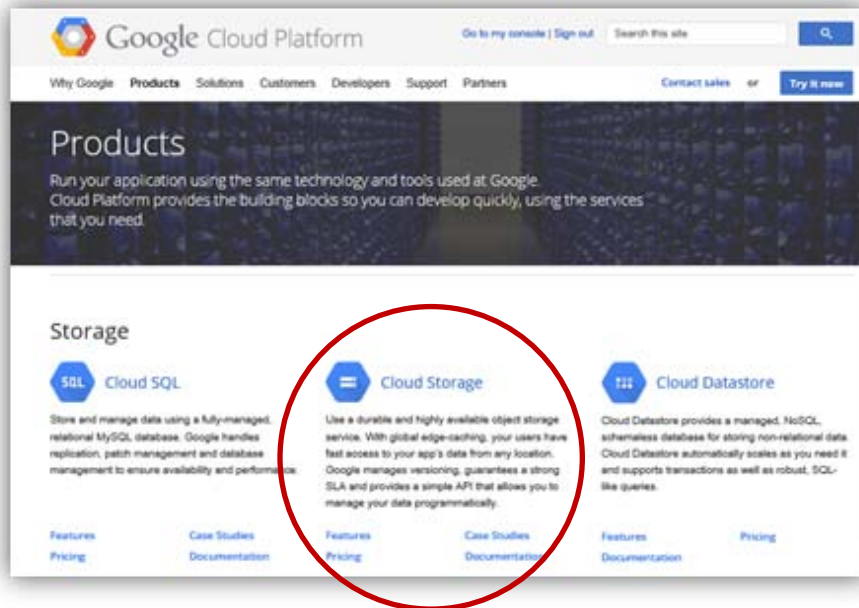 Google Cloud Platform
Go to my console | Sign out
Search this site
Why Google Products Solutions Customers Developers Support Partners
Contact sales or Try it now
Products
Run your application using the same technology and tools used at Google.
Cloud Platform provides the building blocks so you can develop quickly, using the services
that you need.
Storage
SQL Cloud SQL
Store and manage data using a fully-managed,
relational MySQL database. Google handles
replication, patch management and database
management to ensure availability and performance.
Features Case Studies
Pricing Documentation
Cloud Storage
Use a durable and highly available object storage
service. With global edge-caching, your users have
fast access to your app's data from any location.
Google manages versioning, guarantees a strong
SLA and provides a simple API that allows you to
manage your data programmatically.
Features Case Studies
Pricing Documentation
Cloud Datastore
Cloud Datastore provides a managed, NoSQL,
schemaless database for storing non-relational data.
Cloud Datastore automatically scales as you need it
and supports transactions as well as robust, SQL-
like queries.
Features Pricing
Documentation